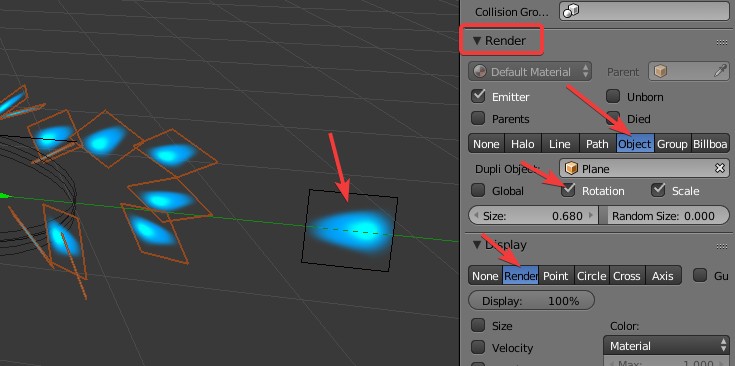 Collision Gro...
Render
Default Material Parent
Emitter Unborn
Parents Died
None Halo Line Path Object Group Billboa
Dupli Object: Plane
Global Rotation Scale
Size: 0.680 Random Size: 0.000
Display
None Render Point Circle Cross Axis Gu
Display: 100%
Size Color:
Velocity Material
Max: 1.000